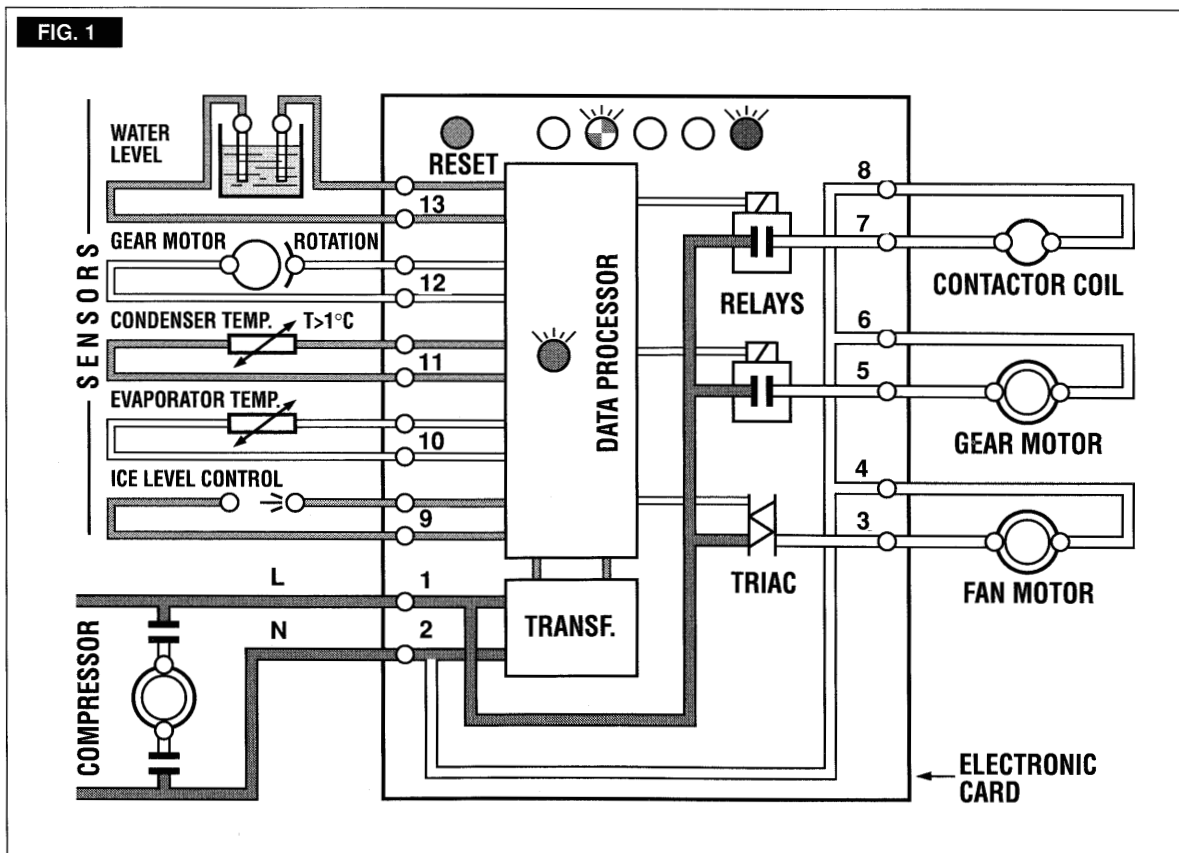 FIG. 1
WATER
LEVEL
RESET
13
GEAR MOTOR
ROTATION
12
CONDENSER TEMP.
T>1°C
11
EVAPORATOR TEMP.
10
ICE LEVEL CONTROL
9
SENSORS
L
1
N
2
COMPRESSOR
DATA PROCESSOR
TRANSF.
RELAYS
TRIAC
8
7
CONTACTOR COIL
6
5
GEAR MOTOR
4
3
FAN MOTOR
ELECTRONIC
CARD